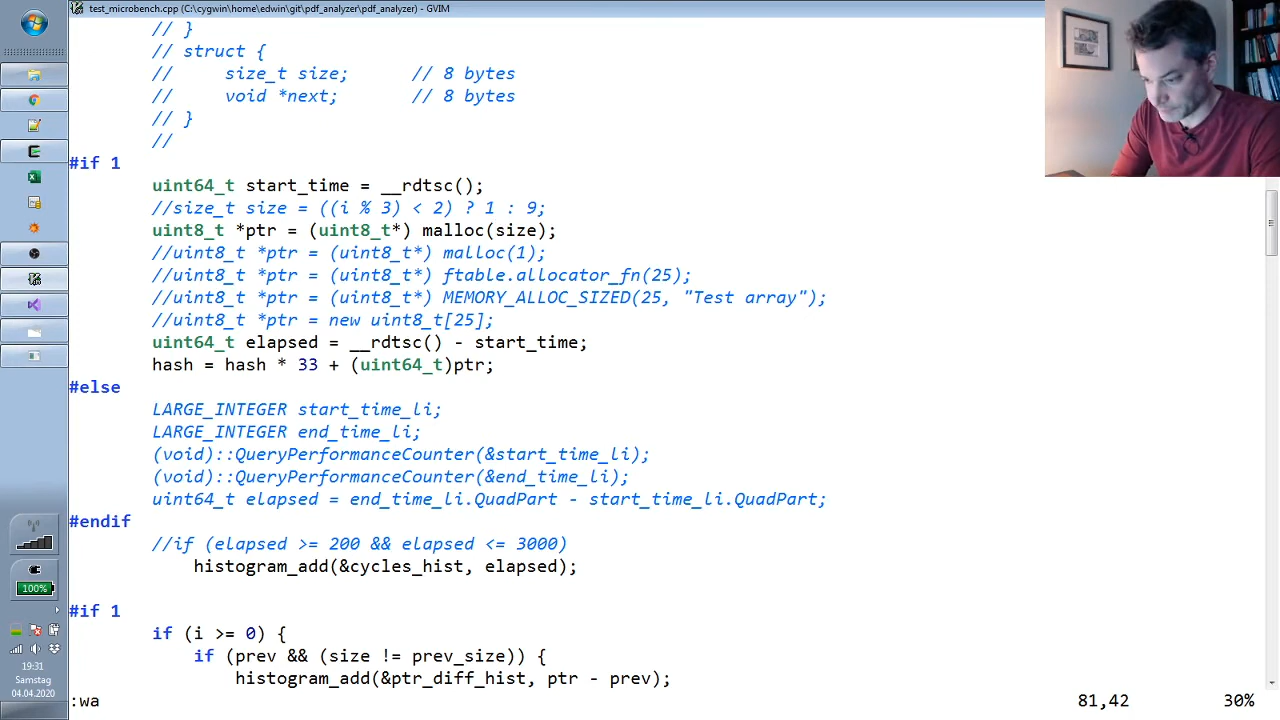 test_microbench.cpp (C:\cygwin\home\edwin\git\pdf_analyzer\pdf_analyzer) - GVIM
// }
// struct {
//     size_t size;      // 8 bytes
//     void *next;       // 8 bytes
// }
//
#if 1
uint64_t start_time = __rdtsc();
//size_t size = ((i % 3) < 2) ? 1 : 9;
uint8_t *ptr = (uint8_t*) malloc(size);
//uint8_t *ptr = (uint8_t*) malloc(1);
//uint8_t *ptr = (uint8_t*) ftable.allocator_fn(25);
//uint8_t *ptr = (uint8_t*) MEMORY_ALLOC_SIZED(25, "Test array");
//uint8_t *ptr = new uint8_t[25];
uint64_t elapsed = __rdtsc() - start_time;
hash = hash * 33 + (uint64_t)ptr;
#else
LARGE_INTEGER start_time_li;
LARGE_INTEGER end_time_li;
(void)::QueryPerformanceCounter(&start_time_li);
(void)::QueryPerformanceCounter(&end_time_li);
uint64_t elapsed = end_time_li.QuadPart - start_time_li.QuadPart;
#endif
//if (elapsed >= 200 && elapsed <= 3000)
histogram_add(&cycles_hist, elapsed);
#if 1
if (i >= 0) {
if (prev && (size != prev_size)) {
histogram_add(&ptr_diff_hist, ptr - prev);
:wa
81,42
30%
100%
19:31
Samstag
04.04.2020